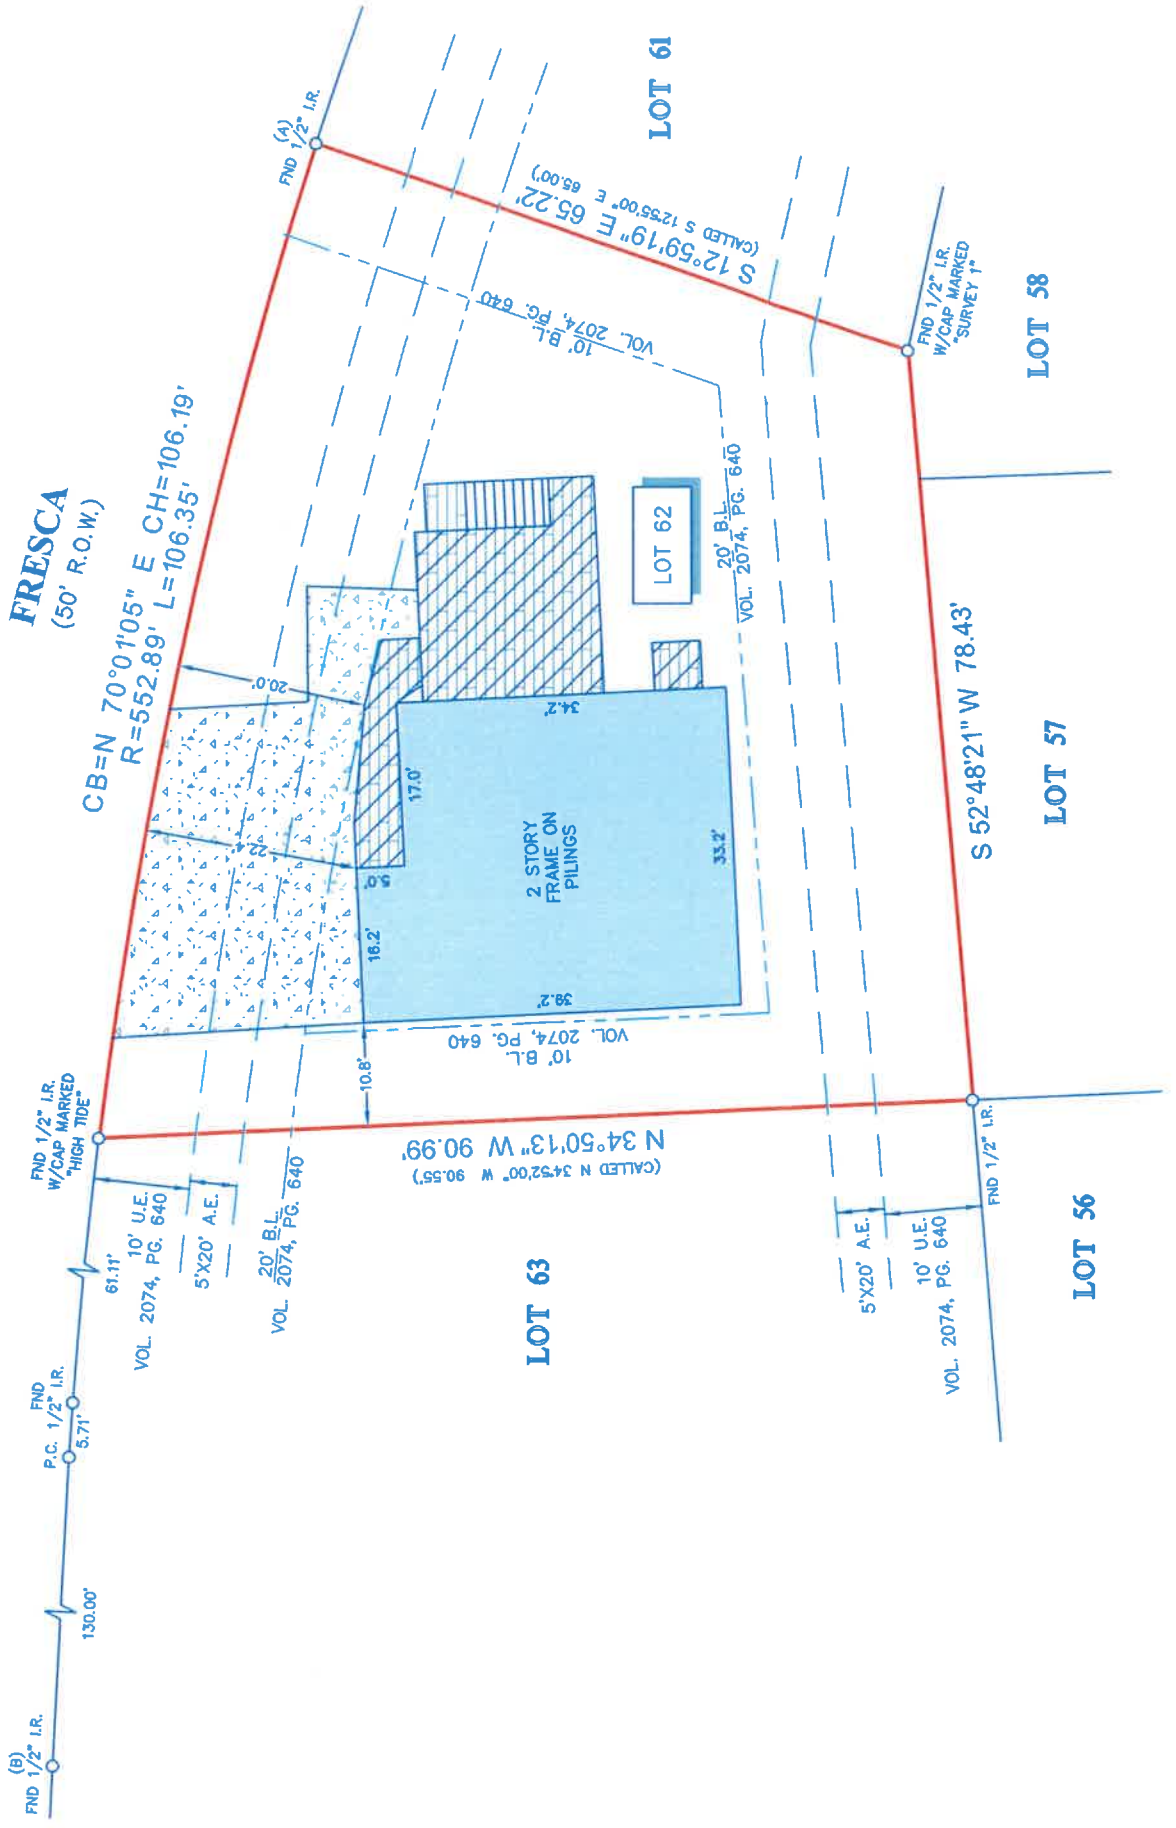 FRESCA
(50' R.O.W.)
CB=N 70°01'05" E CH=106.19'
R=552.89' L=106.35'
(B)
FND 1/2" I.R.
130.00'
P.C.
5.71'
FND
1/2" I.R.
61.11'
FND 1/2" I.R.
W/CAP MARKED
"HIGH TIDE"
(A)
FND 1/2" I.R.
10' U.E.
VOL. 2074, PG. 640
5'X20' A.E.
20' B.L.
VOL. 2074, PG. 640
LOT 61
S 12°59'19" E 65.22'
(CALLED S 12°55'00" E 65.00')
10' B.L.
VOL. 2074, PG. 640
20.0'
22.4'
10.8'
16.2'
5.0'
17.0'
34.2'
39.2'
33.2'
2 STORY
FRAME ON
PILINGS
LOT 62
20' B.L.
VOL. 2074, PG. 640
10' B.L.
VOL. 2074, PG. 640
N 34°50'13" W 90.99'
(CALLED N 34°52'00" W 90.55')
LOT 63
FND 1/2" I.R.
W/CAP MARKED
"SURVEY 1"
LOT 58
S 52°48'21" W 78.43'
LOT 57
5'X20' A.E.
10' U.E.
VOL. 2074, PG. 640
FND 1/2" I.R.
LOT 56